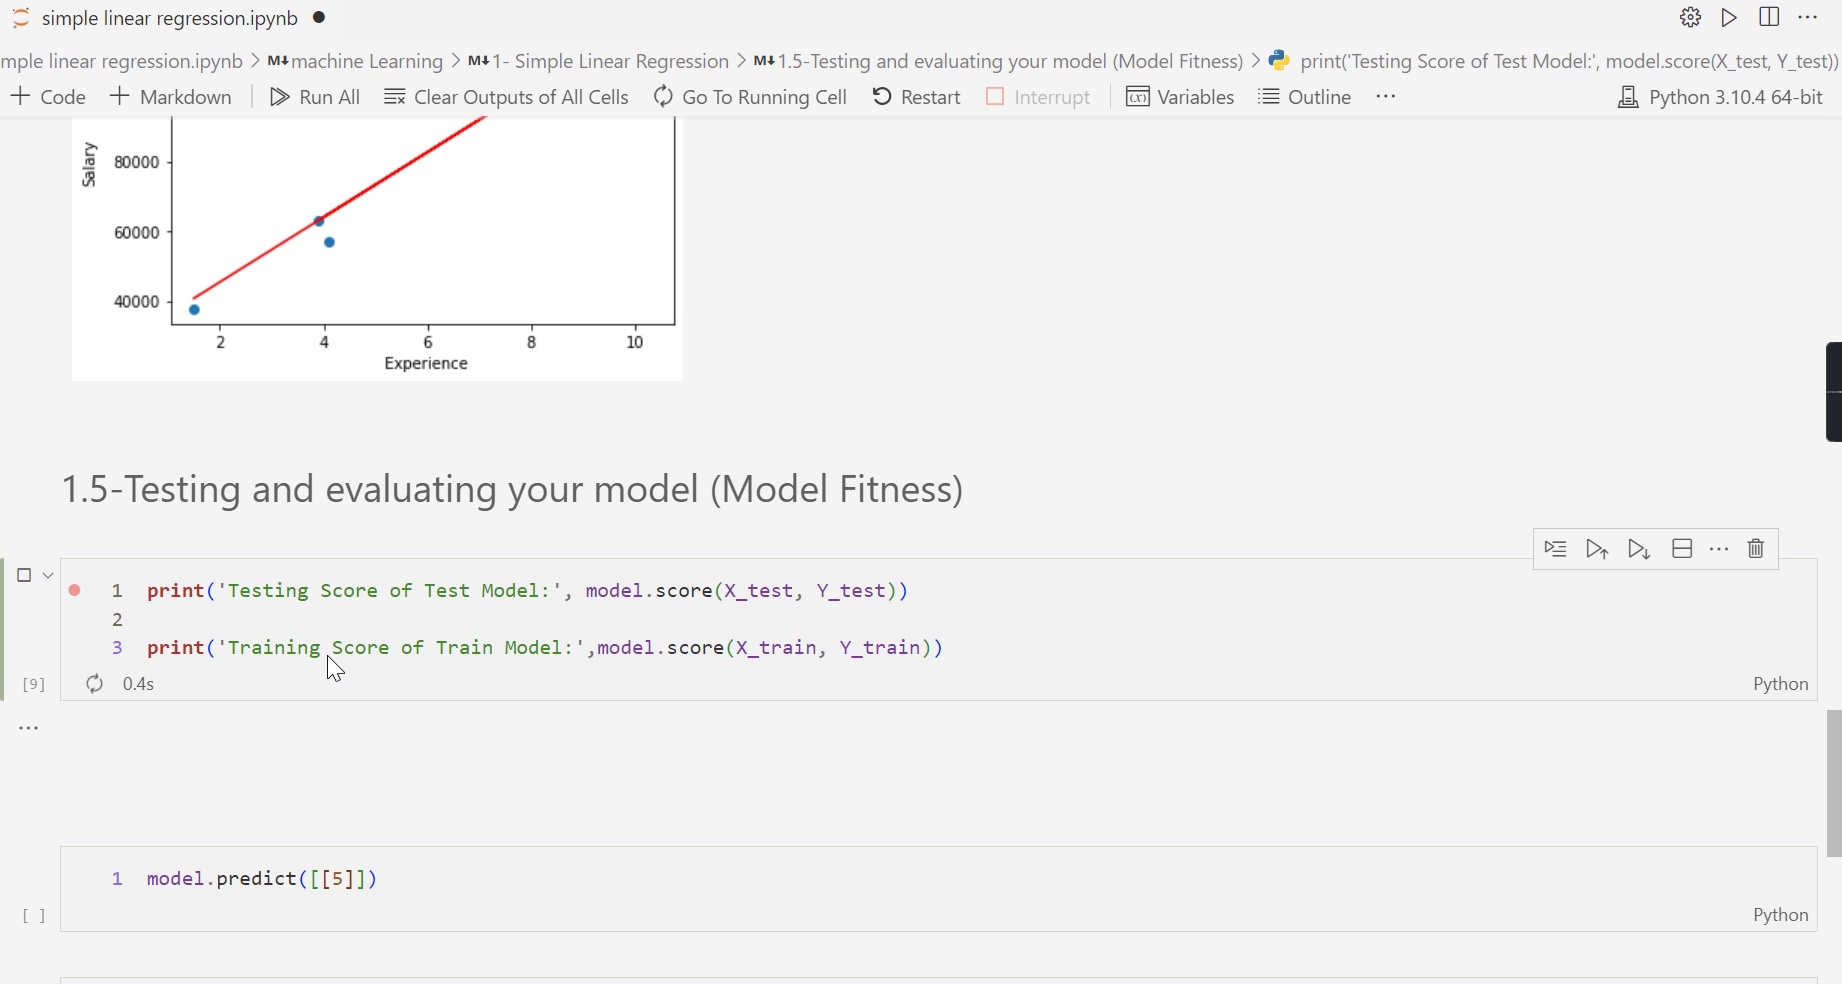 simple linear regression.ipynb
mple linear regression.ipynb > M↓machine Learning > M↓1- Simple Linear Regression > M↓1.5-Testing and evaluating your model (Model Fitness) > print('Testing Score of Test Model:', model.score(X_test, Y_test))
+ Code + Markdown Run All Clear Outputs of All Cells Go To Running Cell Restart Interrupt Variables Outline ··· Python 3.10.4 64-bit
Salary
80000
60000
40000
2 4 6 8 10
Experience
1.5-Testing and evaluating your model (Model Fitness)
1 print('Testing Score of Test Model:', model.score(X_test, Y_test))
2
3 print('Training Score of Train Model:',model.score(X_train, Y_train))
[9] 0.4s Python
···
1 model.predict([[5]])
[ ] Python